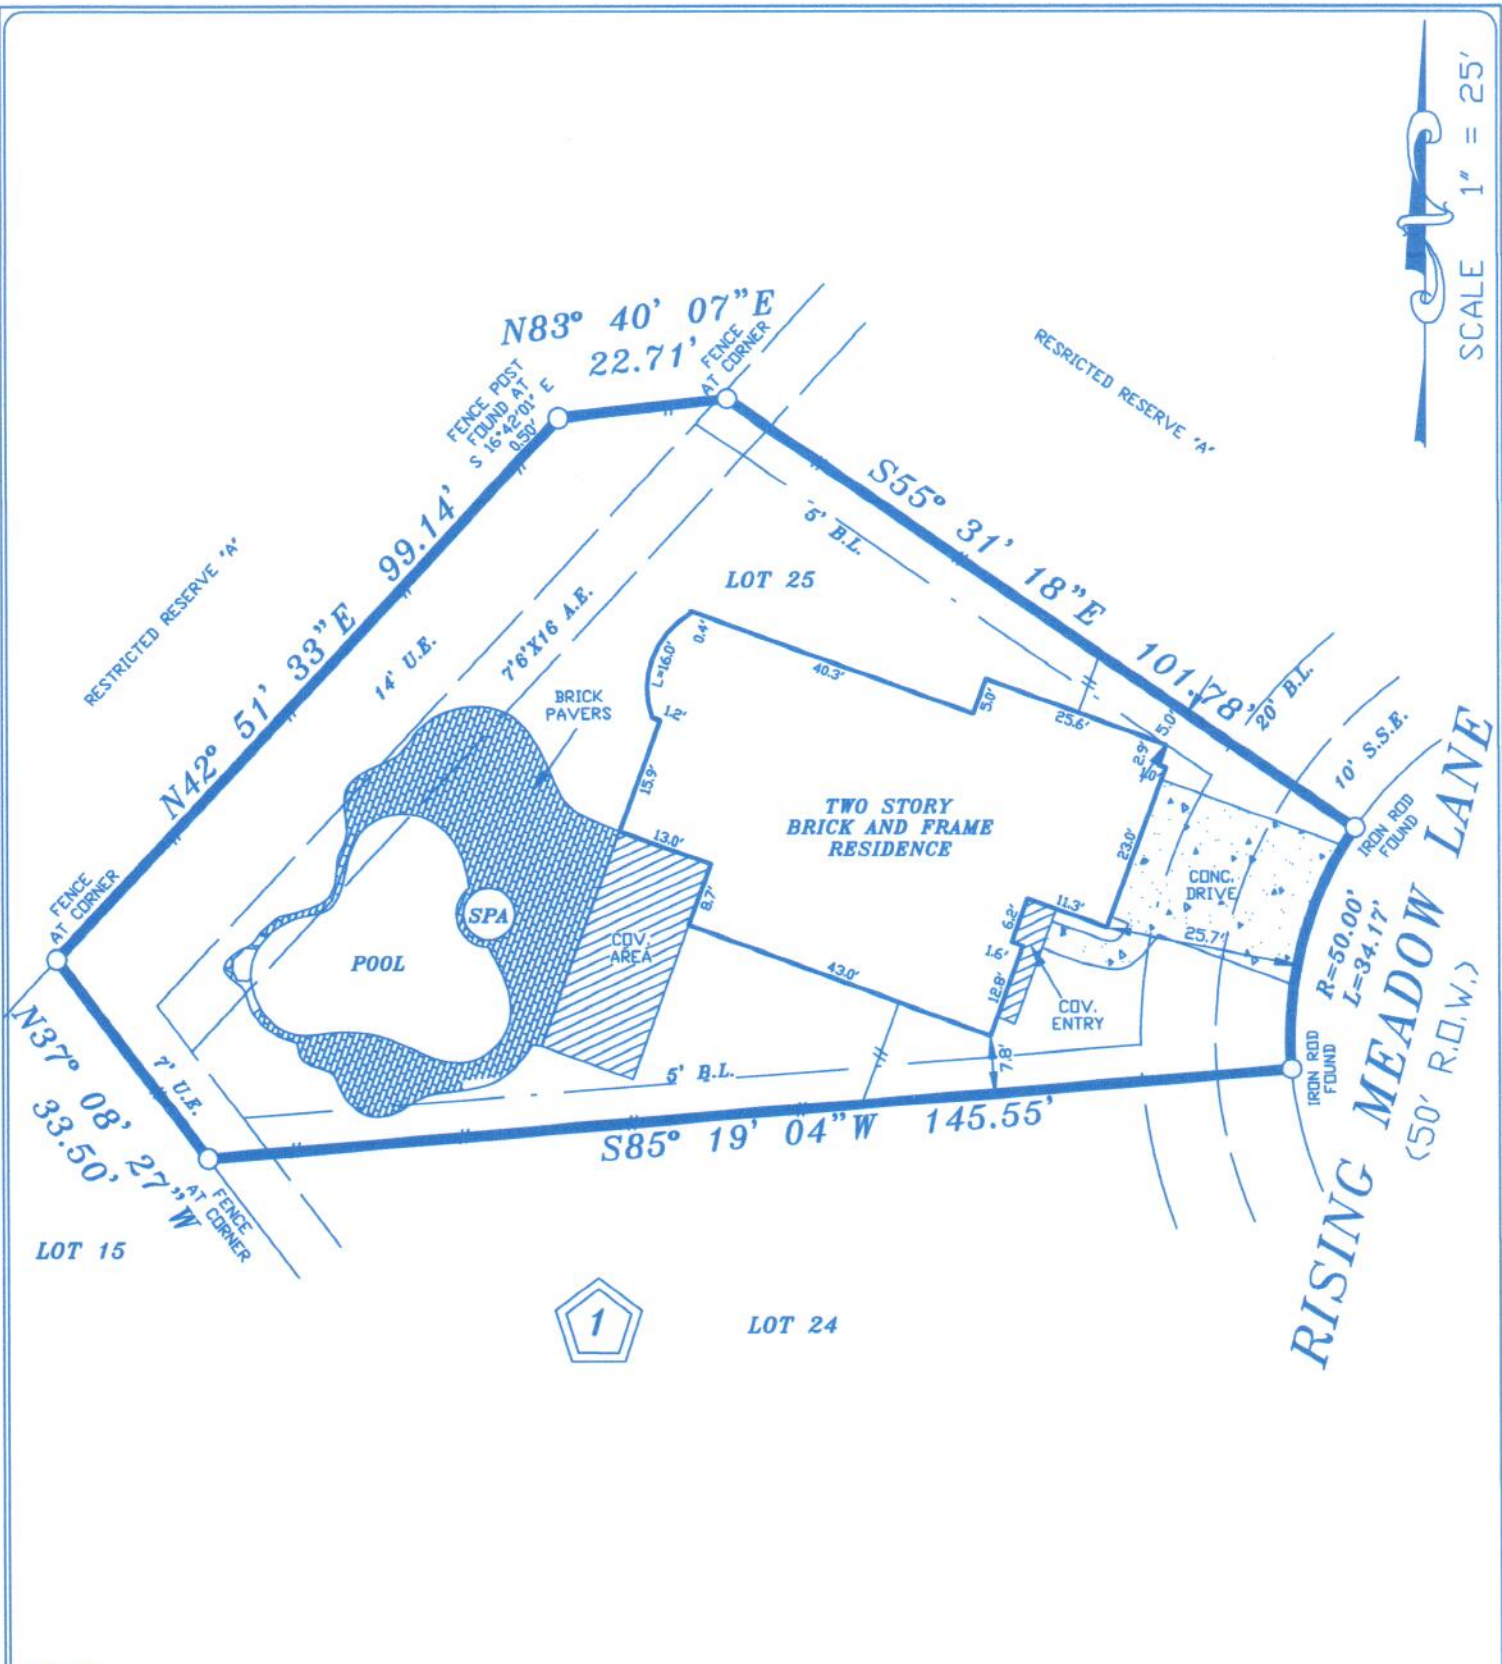 SCALE 1" = 25'
N83° 40' 07"E
22.71'
FENCE
AT CORNER
FENCE POST
FOUND AT
S 16°42'01" E
0.50'
RESRICTED RESERVE "A"
S55° 31' 18"E 101.78'
N42° 51' 33"E 99.14'
RESTRICTED RESERVE "A"
5' B.L.
LOT 25
14' U.E.
7'6"X16 A.E.
BRICK
PAVERS
L=16.0'
0.4'
1.2'
40.3'
5.0'
25.6'
5.0'
2.9'
1.0'
20' B.L.
10' S.S.E.
15.9'
13.0'
8.7'
TWO STORY
BRICK AND FRAME
RESIDENCE
23.0'
CONC.
DRIVE
25.7'
IRON ROD
FOUND
R=50.00'
L=34.17'
RISING MEADOW LANE
(50' R.O.W.)
SPA
POOL
COV.
AREA
43.0'
11.3'
6.2'
1.6'
12.8'
COV.
ENTRY
7.8'
IRON ROD
FOUND
FENCE
AT CORNER
N37° 08' 27"W
33.50'
7' U.E.
5' B.L.
S85° 19' 04"W 145.55'
FENCE
AT CORNER
LOT 15
1
LOT 24